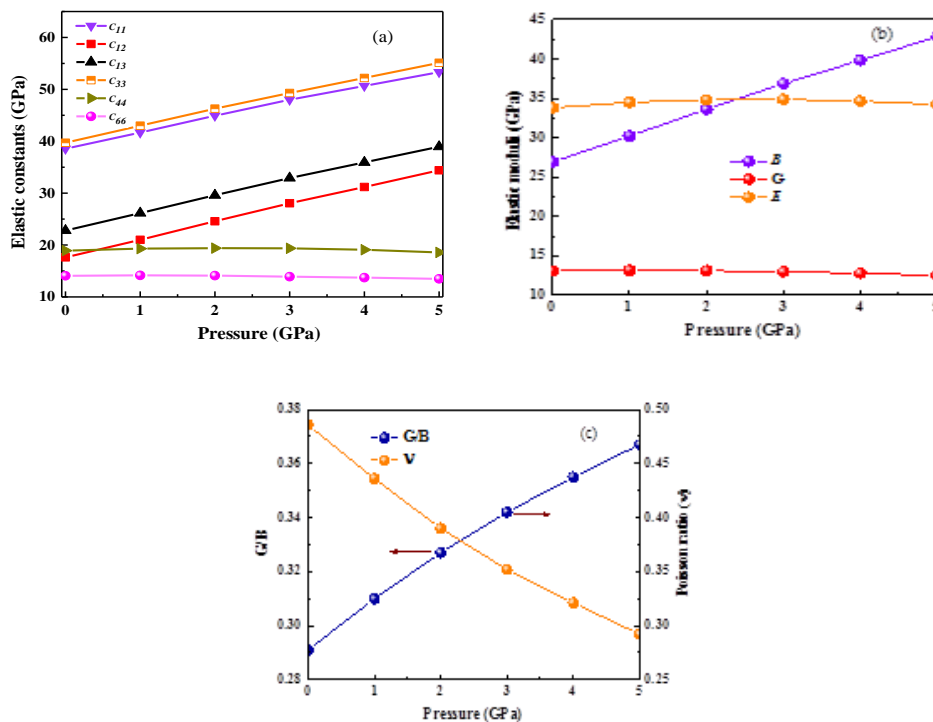 (a)
C11
C12
C13
C33
C44
C66
60
50
40
30
20
10
0 1 2 3 4 5
Elastic constants (GPa)
Pressure (GPa)
(b)
45
40
35
30
25
20
15
10
B
G
E
0 1 2 3 4 5
Elastic moduli (GPa)
Pressure (GPa)
(c)
0.38
0.36
0.34
0.32
0.30
0.28
G/B
G/B
V
0.50
0.45
0.40
0.35
0.30
0.25
Poisson ratio (v)
0 1 2 3 4 5
Pressure (GPa)